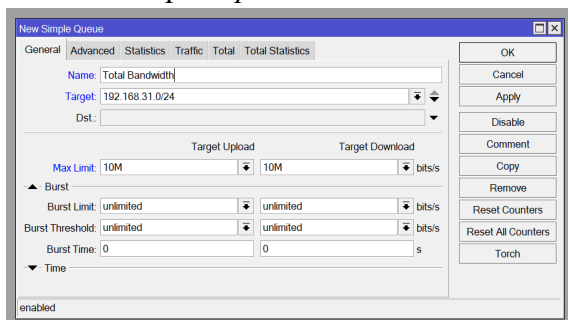 New Simple Queue
General Advanced Statistics Traffic Total Total Statistics
Name: Total Bandwidth
Target: 192.168.31.0/24
Dst.:
Target Upload Target Download
Max Limit: 10M 10M bits/s
Burst
Burst Limit: unlimited unlimited bits/s
Burst Threshold: unlimited unlimited bits/s
Burst Time: 0 0 s
Time
enabled
OK
Cancel
Apply
Disable
Comment
Copy
Remove
Reset Counters
Reset All Counters
Torch